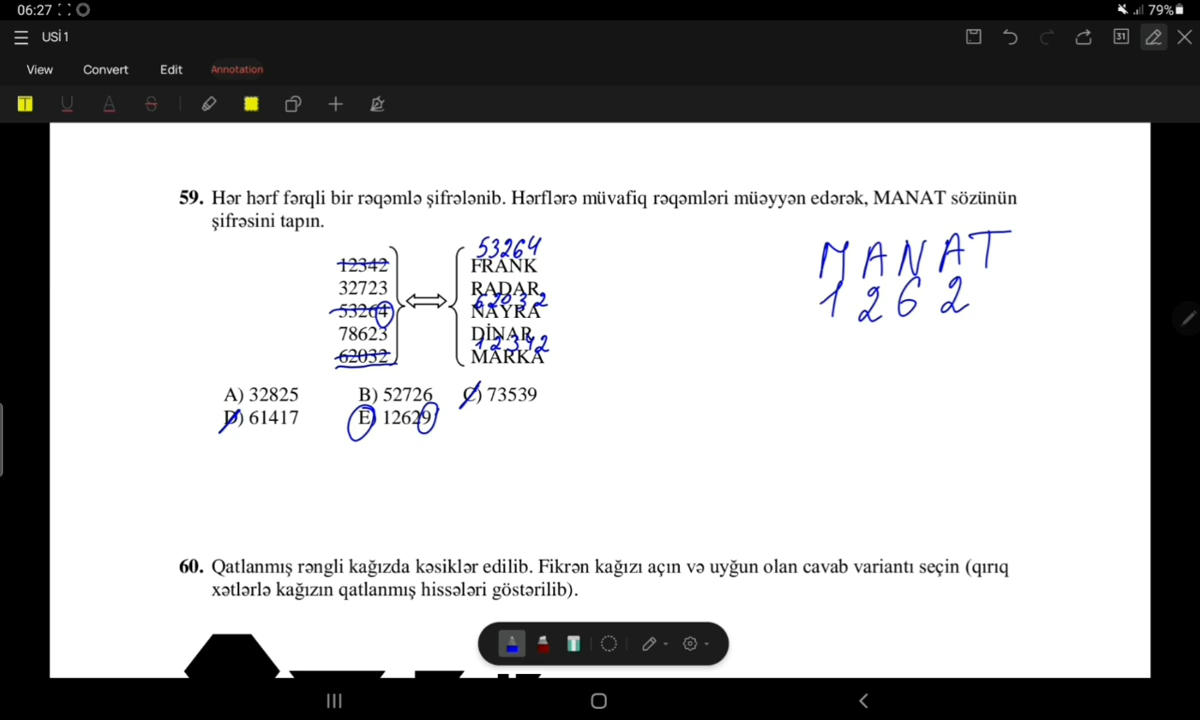 06:27 79%
USİ 1 31
View Convert Edit Annotation
T U A S
59. Hər hərf fərqli bir rəqəmlə şifrələnib. Hərflərə müvafiq rəqəmləri müəyyən edərək, MANAT sözünün
şifrəsini tapın.
12342
32723
53264
78623
62032
53264
FRANK
RADAR
62032
NAYRA
DİNAR
12342
MARKA
MANAT
1262
A) 32825 B) 52726 C) 73539
D) 61417 E) 12629
60. Qatlanmış rəngli kağızda kəsiklər edilib. Fikrən kağızı açın və uyğun olan cavab variantı seçin (qırıq
xətlərlə kağızın qatlanmış hissələri göstərilib).